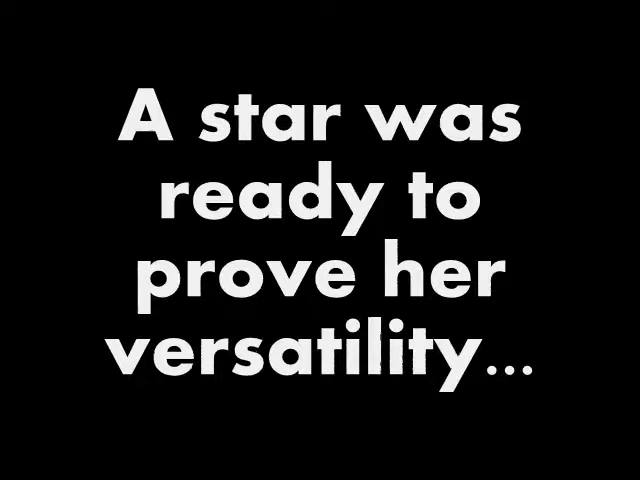 A star was
ready to
prove her
versatility...